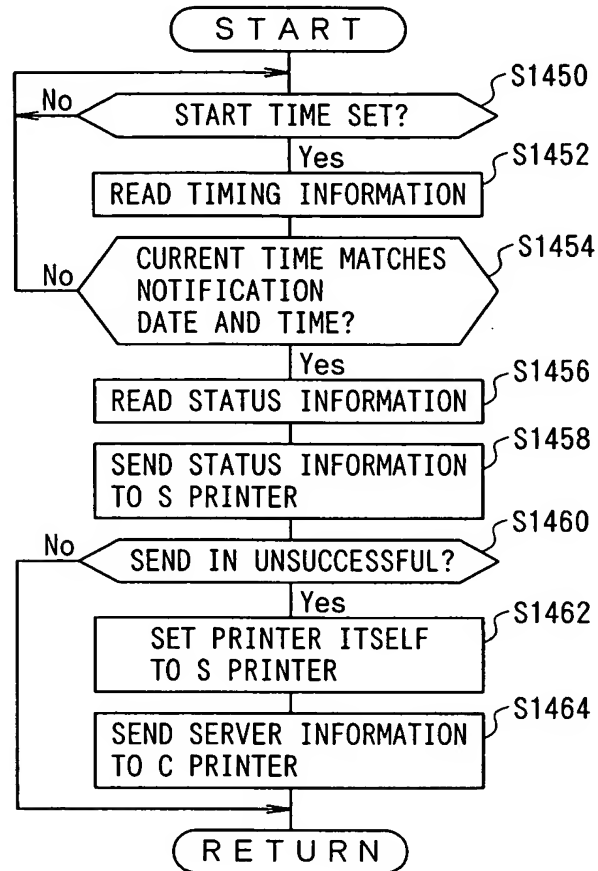 START
S1450
No
START TIME SET?
Yes
S1452
READ TIMING INFORMATION
S1454
CURRENT TIME MATCHES
NOTIFICATION
DATE AND TIME?
No
Yes
S1456
READ STATUS INFORMATION
S1458
SEND STATUS INFORMATION
TO S PRINTER
S1460
No
SEND IN UNSUCCESSFUL?
Yes
S1462
SET PRINTER ITSELF
TO S PRINTER
S1464
SEND SERVER INFORMATION
TO C PRINTER
RETURN